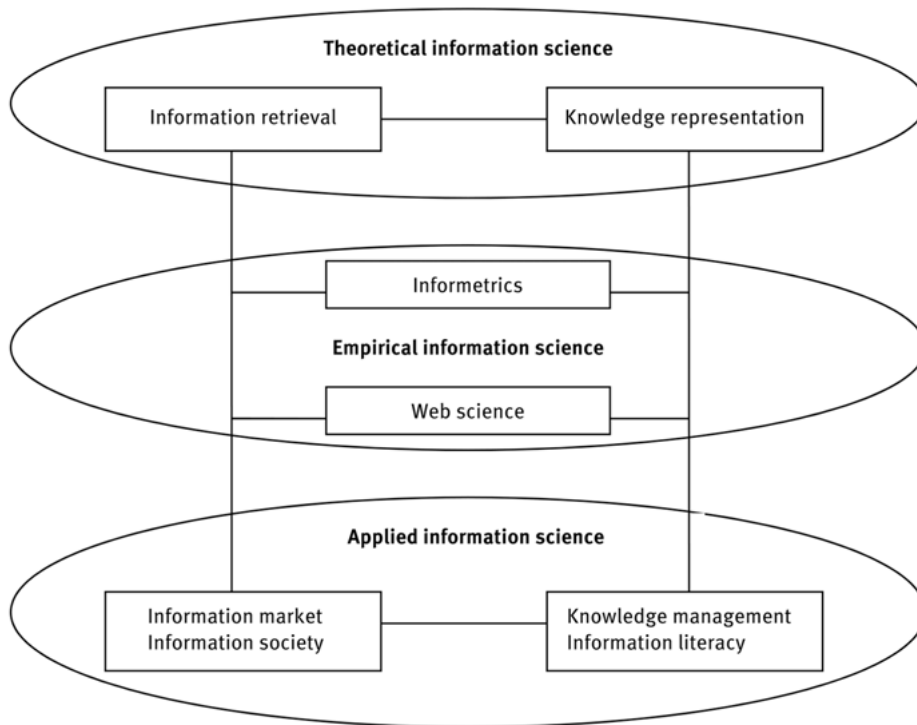 Theoretical information science
Information retrieval
Knowledge representation
Informetrics
Empirical information science
Web science
Applied information science
Information market
Information society
Knowledge management
Information literacy